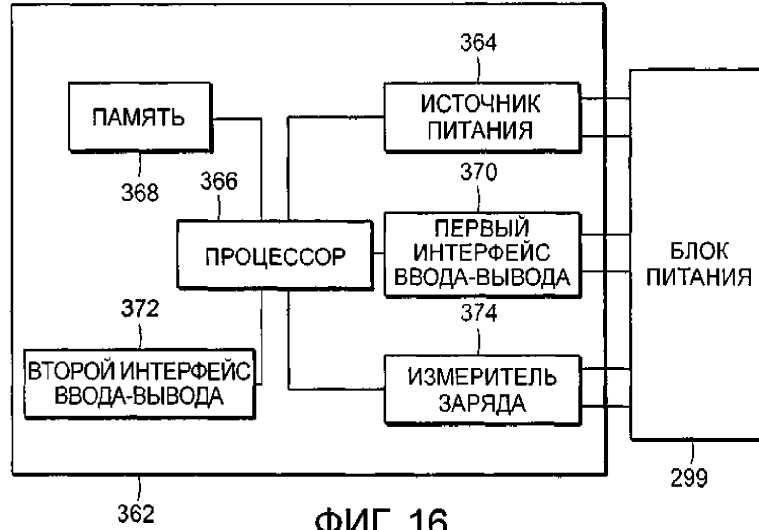 364
ИСТОЧНИК
ПИТАНИЯ
ПАМЯТЬ
368
366
370
ПРОЦЕССОР
ПЕРВЫЙ
ИНТЕРФЕЙС
ВВОДА-ВЫВОДА
БЛОК
ПИТАНИЯ
372
374
ВТОРОЙ ИНТЕРФЕЙС
ВВОДА-ВЫВОДА
ИЗМЕРИТЕЛЬ
ЗАРЯДА
299
362
ФИГ. 16